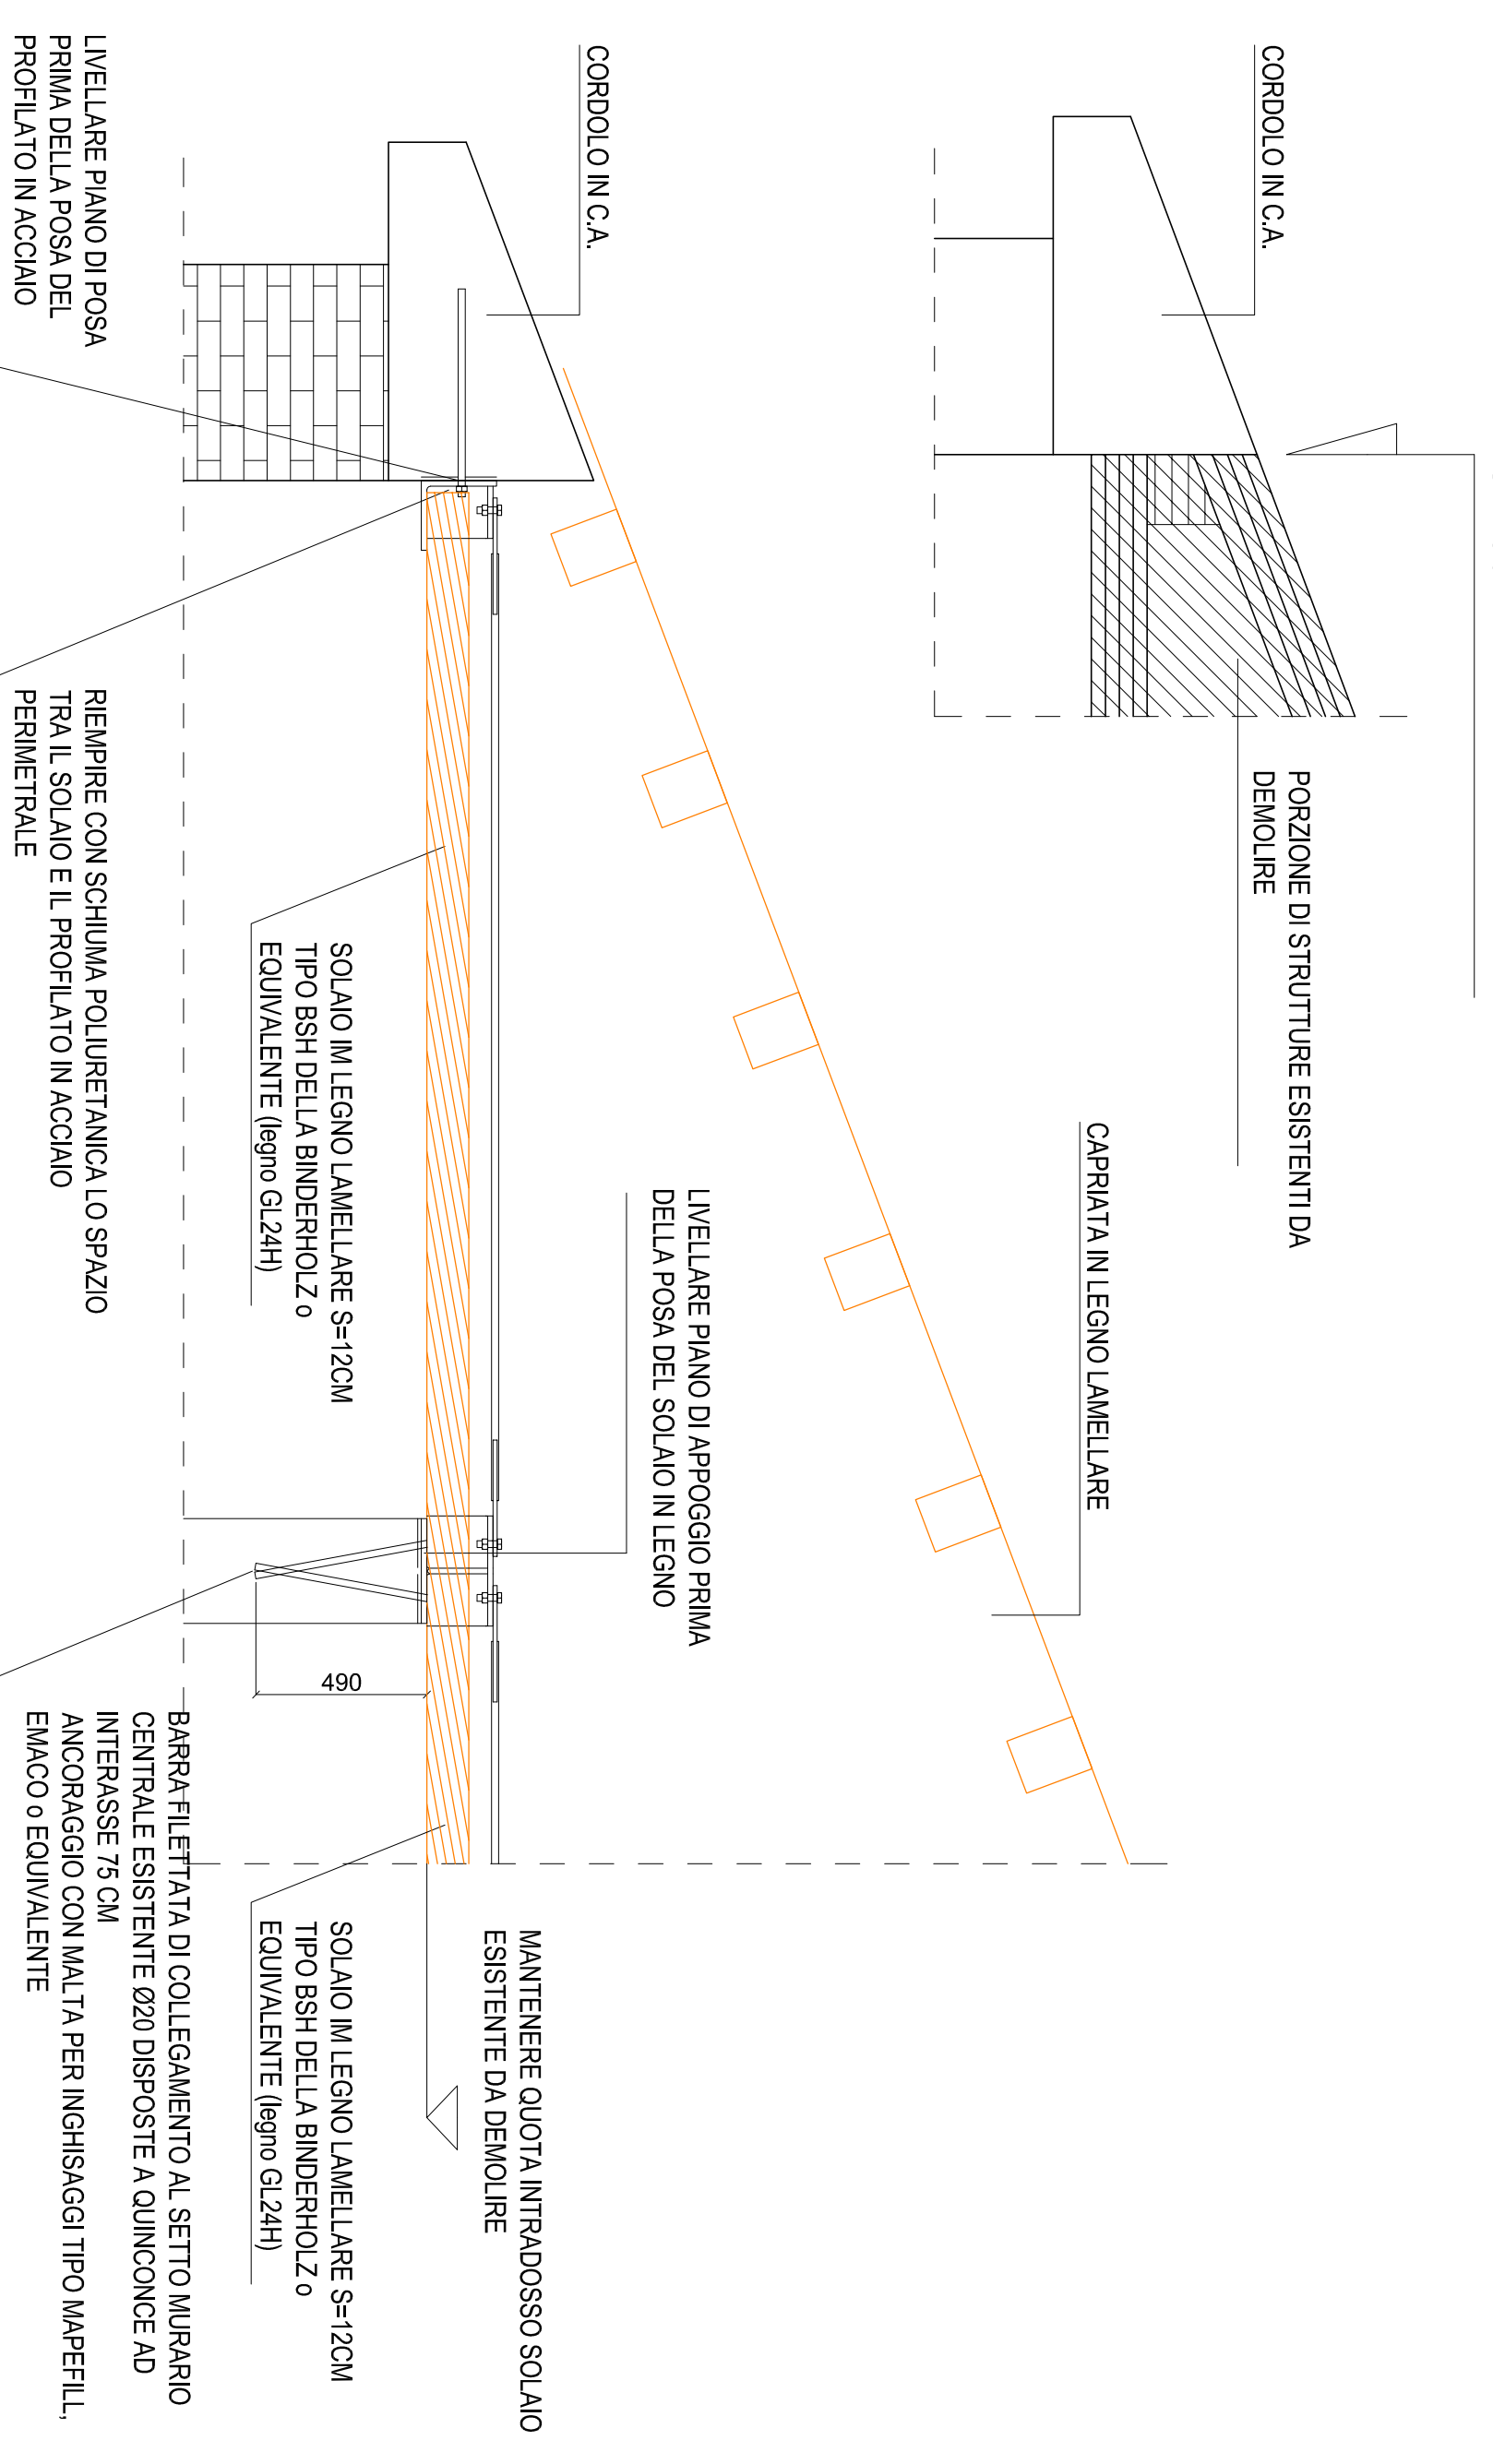 CORDOLO IN C.A.
PORZIONE DI STRUTTURE ESISTENTI DA
DEMOLIRE
CAPRIATA IN LEGNO LAMELLARE
CORDOLO IN C.A.
LIVELLARE PIANO DI APPOGGIO PRIMA
DELLA POSA DEL SOLAIO IN LEGNO
MANTENERE QUOTA INTRADOSSO SOLAIO
ESISTENTE DA DEMOLIRE
SOLAIO IM LEGNO LAMELLARE S=12CM
TIPO BSH DELLA BINDERHOLZ o
EQUIVALENTE (legno GL24H)
490
SOLAIO IM LEGNO LAMELLARE S=12CM
TIPO BSH DELLA BINDERHOLZ o
EQUIVALENTE (legno GL24H)
LIVELLARE PIANO DI POSA
PRIMA DELLA POSA DEL
PROFILATO IN ACCIAIO
RIEMPIRE CON SCHIUMA POLIURETANICA LO SPAZIO
TRA IL SOLAIO E IL PROFILATO IN ACCIAIO
PERIMETRALE
BARRA FILETTATA DI COLLEGAMENTO AL SETTO MURARIO
CENTRALE ESISTENTE Ø20 DISPOSTE A QUINCONCE AD
INTERASSE 75 CM
ANCORAGGIO CON MALTA PER INGHISAGGI TIPO MAPEFILL,
EMACO o EQUIVALENTE